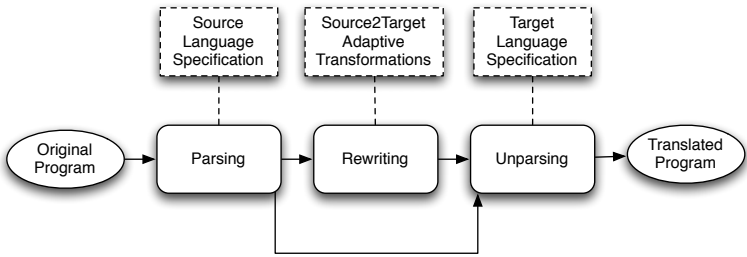 Source
Language
Specification
Source2Target
Adaptive
Transformations
Target
Language
Specification
Original
Program
Parsing
Rewriting
Unparsing
Translated
Program